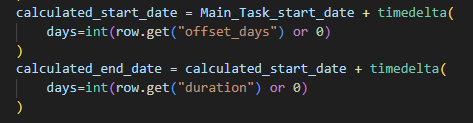 calculated_start_date = Main_Task_start_date + timedelta(
    days=int(row.get("offset_days") or 0)
)
calculated_end_date = calculated_start_date + timedelta(
    days=int(row.get("duration") or 0)
)